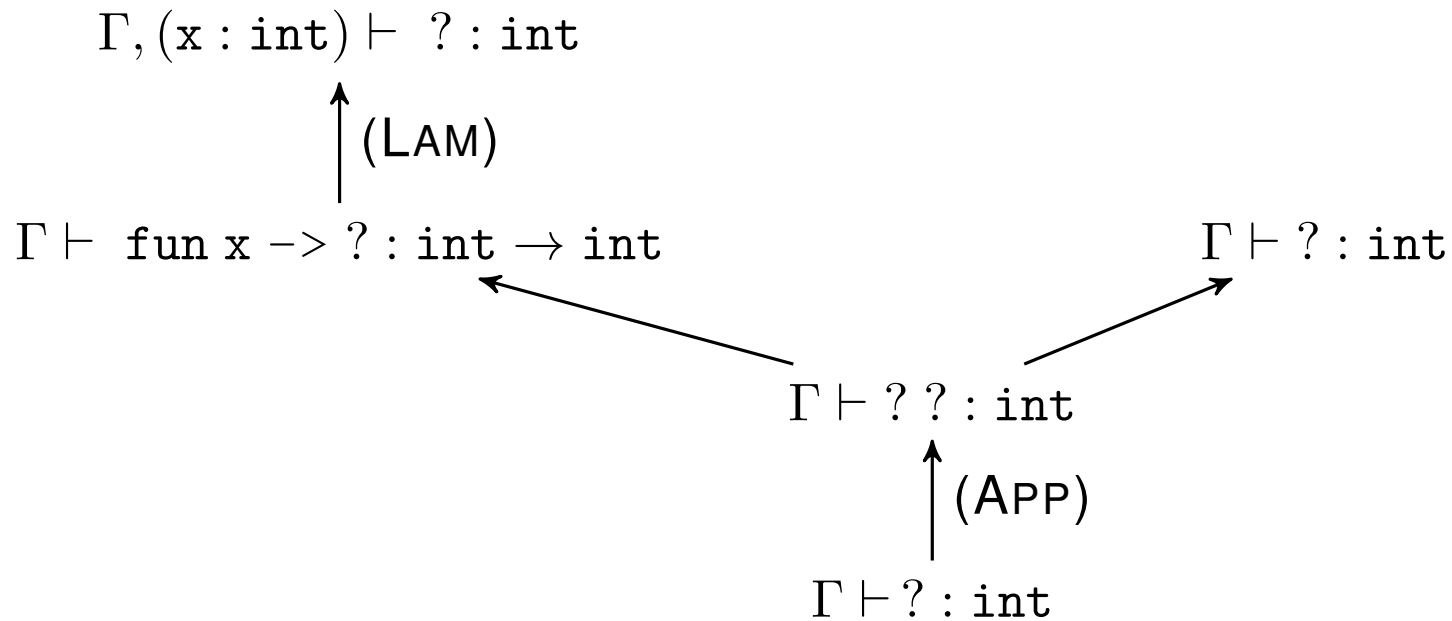 Γ, (x : int) ⊢ ? : int
(LAM)
Γ ⊢ fun x −> ? : int → int
Γ ⊢ ? : int
Γ ⊢ ? ? : int
(APP)
Γ ⊢ ? : int